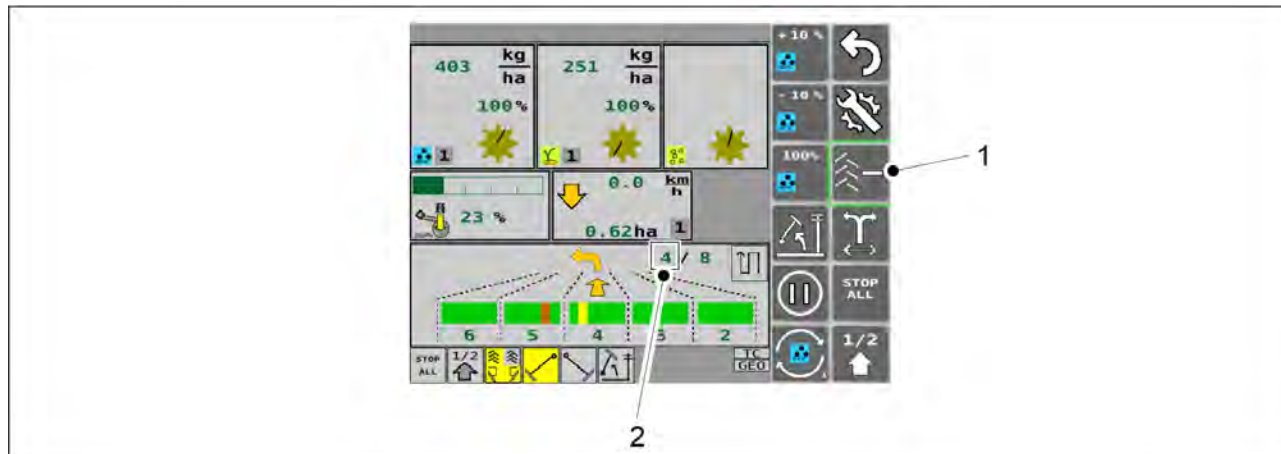 403 kg/ha
100%
1
251 kg/ha
100%
1
23 %
0.0 km/h
0.62ha 1
4 / 8
6 5 4 3 2
STOP ALL
1/2
TC
GEO
+10 %
- 10 %
100%
STOP ALL
1/2
1
2